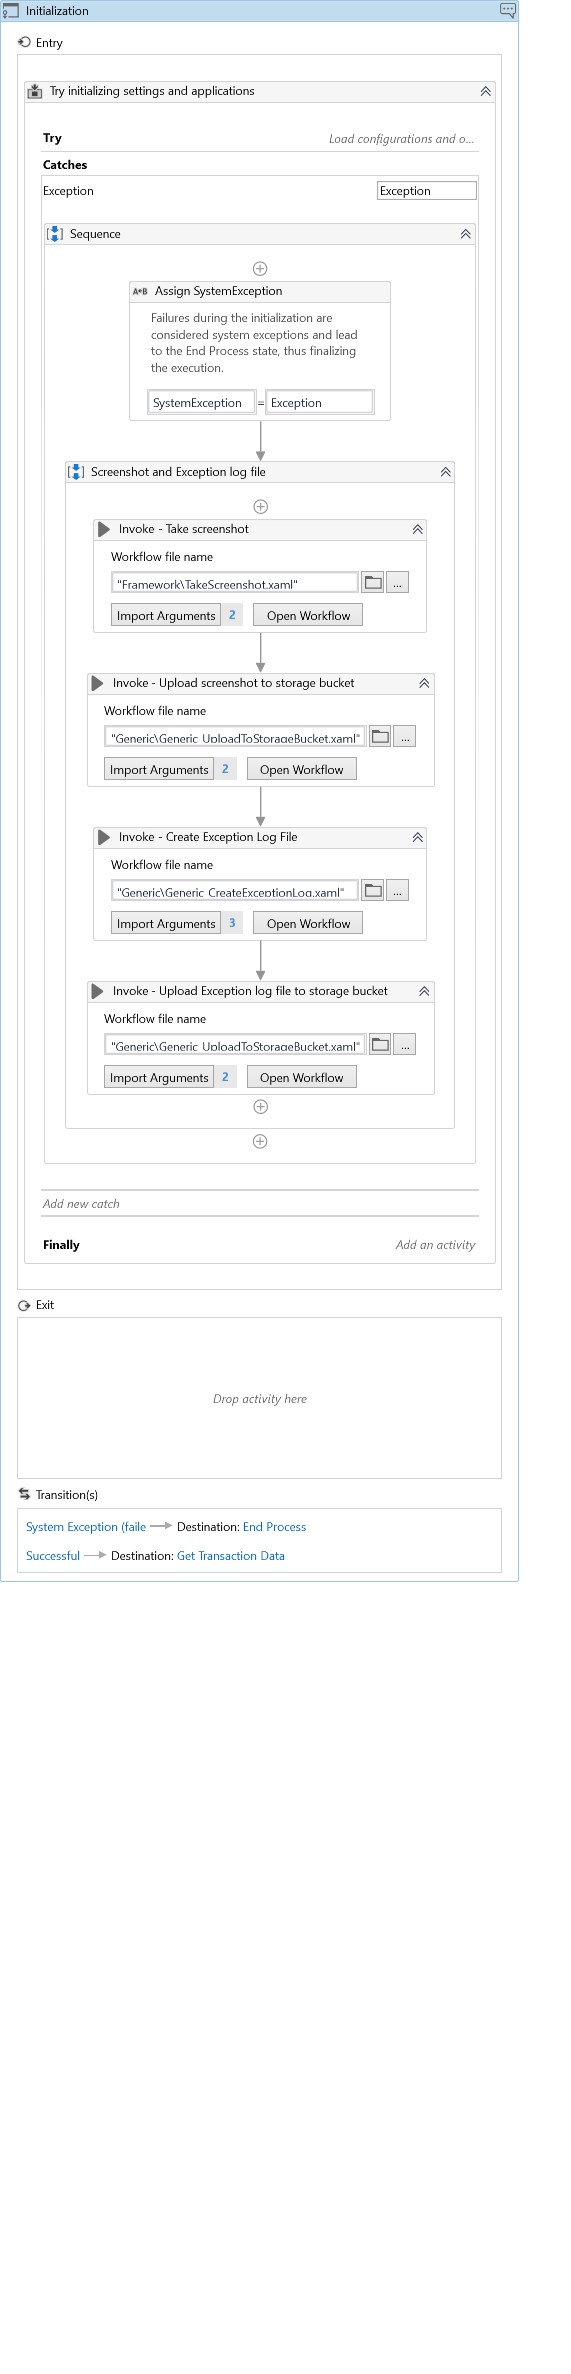 Initialization
Entry
Try initializing settings and applications
Try
Load configurations and o...
Catches
Exception
Exception
Sequence
A*B Assign SystemException
Failures during the initialization are
considered system exceptions and lead
to the End Process state, thus finalizing
the execution.
SystemException = Exception
Screenshot and Exception log file
Invoke - Take screenshot
Workflow file name
"Framework\TakeScreenshot.xaml"
...
Import Arguments 2 Open Workflow
Invoke - Upload screenshot to storage bucket
Workflow file name
"Generic\Generic_UploadToStorageBucket.xaml"
...
Import Arguments 2 Open Workflow
Invoke - Create Exception Log File
Workflow file name
"Generic\Generic_CreateExceptionLog.xaml"
...
Import Arguments 3 Open Workflow
Invoke - Upload Exception log file to storage bucket
Workflow file name
"Generic\Generic_UploadToStorageBucket.xaml"
...
Import Arguments 2 Open Workflow
Add new catch
Finally
Add an activity
Exit
Drop activity here
Transition(s)
System Exception (faile Destination: End Process
Successful Destination: Get Transaction Data